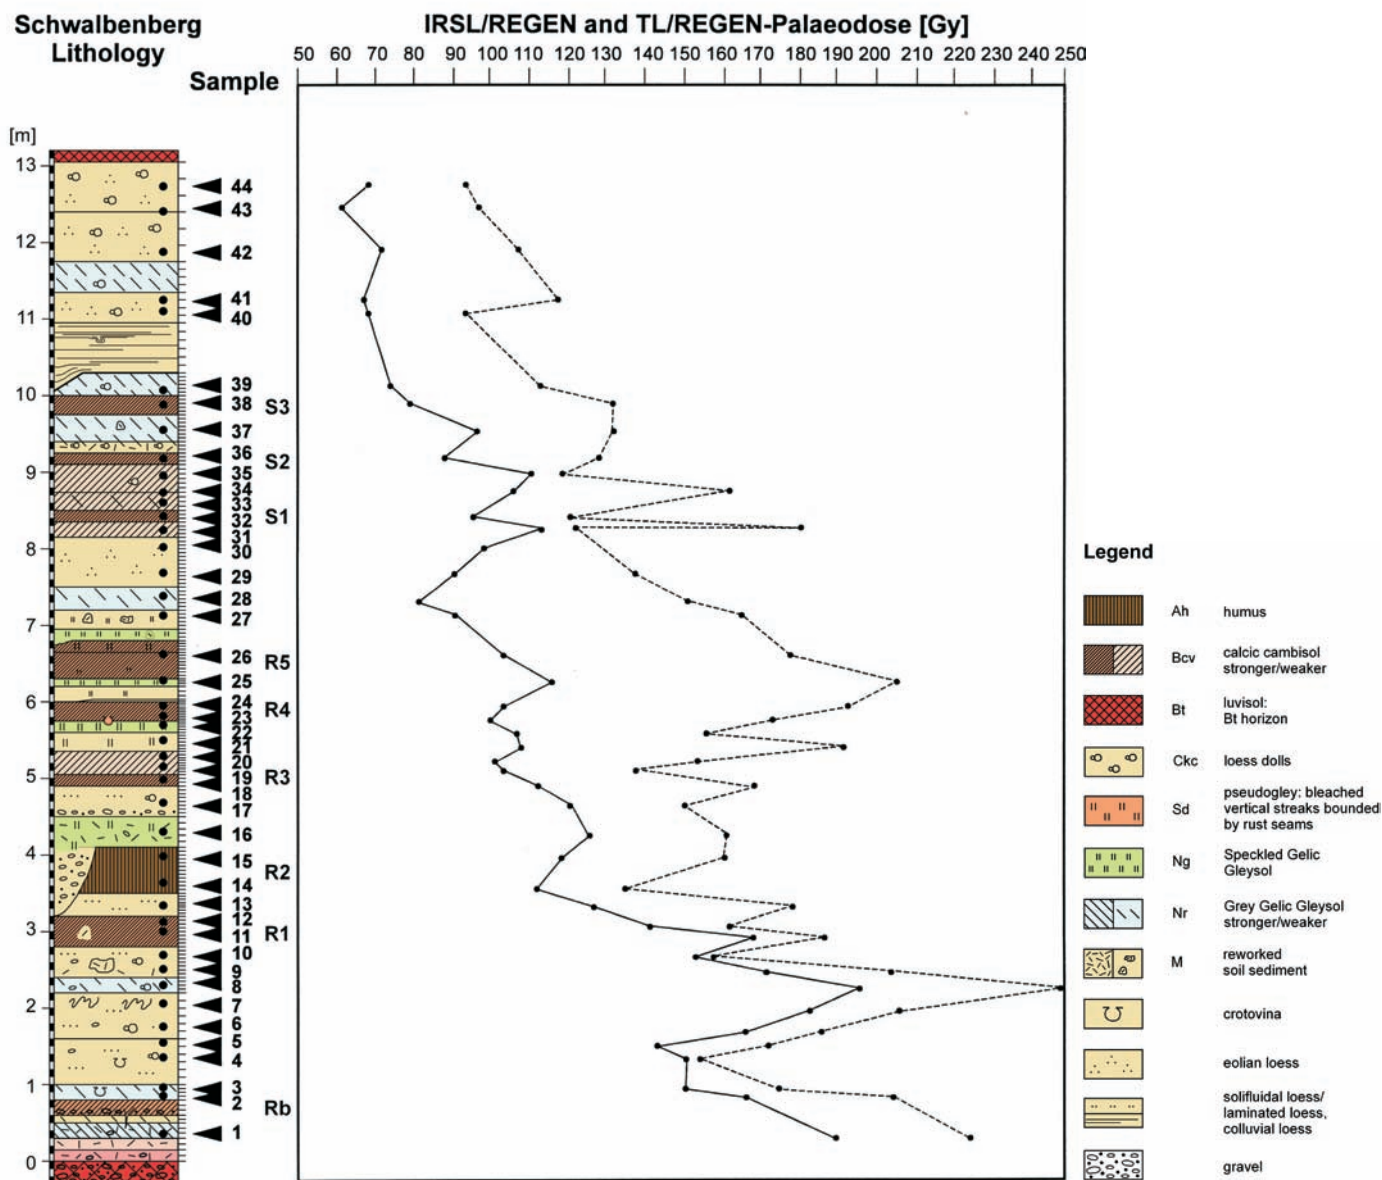 Schwalbenberg
Lithology
IRSL/REGEN and TL/REGEN-Palaeodose [Gy]
50 60 70 80 90 100 110 120 130 140 150 160 170 180 190 200 210 220 230 240 250
Sample
[m]
13
12
11
10
9
8
7
6
5
4
3
2
1
0
44
43
42
41
40
39
38
37
36
35
34
33
32
31
30
29
28
27
26
25
24
23
22
21
20
19
18
17
16
15
14
13
12
11
10
9
8
7
6
5
4
3
2
1
S3
S2
S1
R5
R4
R3
R2
R1
Rb
Legend
Ah humus
Bcv calcic cambisol
stronger/weaker
Bt luvisol:
Bt horizon
Ckc loess dolls
Sd pseudogley: bleached
vertical streaks bounded
by rust seams
Ng Speckled Gelic
Gleysol
Nr Grey Gelic Gleysol
stronger/weaker
M reworked
soil sediment
crotovina
eolian loess
solifluidal loess/
laminated loess,
colluvial loess
gravel